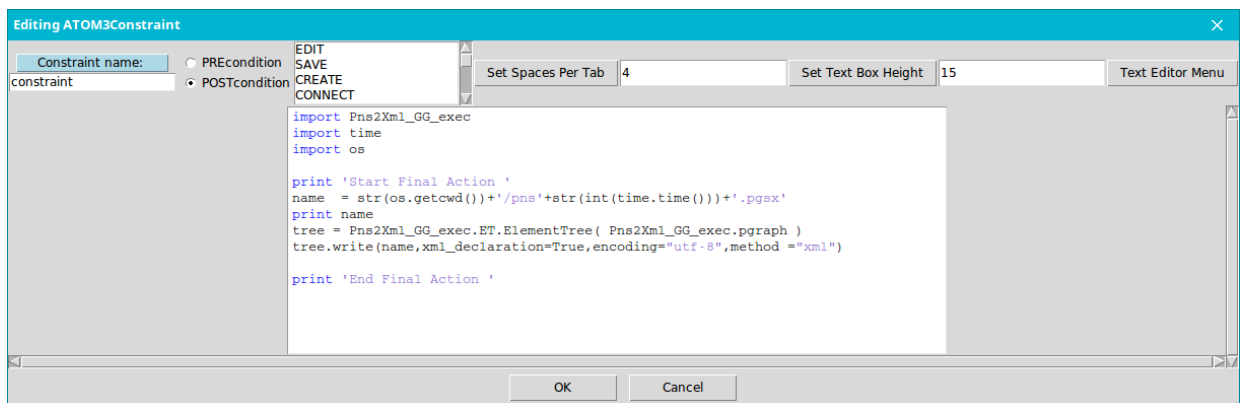 Editing ATOM3Constraint
Constraint name:
constraint
PREcondition
POSTcondition
EDIT
SAVE
CREATE
CONNECT
Set Spaces Per Tab
4
Set Text Box Height
15
Text Editor Menu
import Pns2Xml_GG_exec
import time
import os
print 'Start Final Action '
name  = str(os.getcwd())+'/pns'+str(int(time.time()))+'.pgsx'
print name
tree = Pns2Xml_GG_exec.ET.ElementTree( Pns2Xml_GG_exec.pgraph )
tree.write(name,xml_declaration=True,encoding="utf-8",method ="xml")
print 'End Final Action '
OK
Cancel